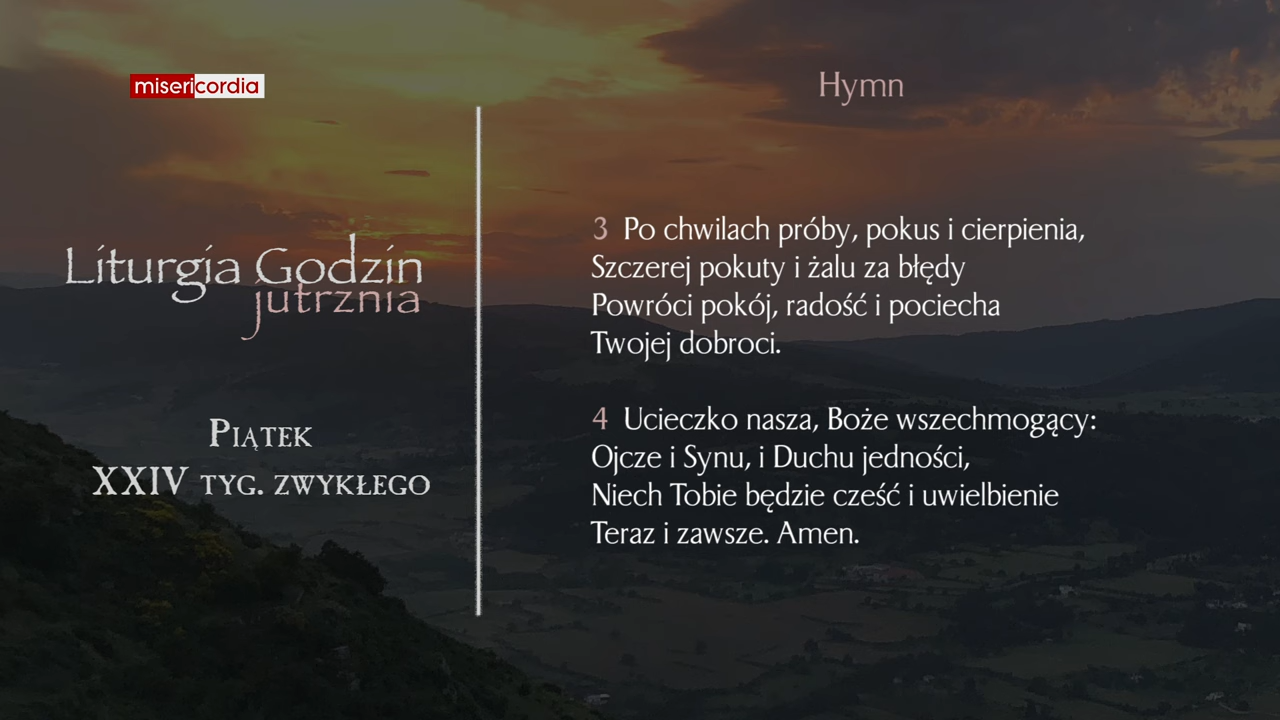 misericordia
Liturgia Godzin
jutrznia
Piątek
XXIV tyg. zwykłego
Hymn
3 Po chwilach próby, pokus i cierpienia,
Szczerej pokuty i żalu za błędy
Powróci pokój, radość i pociecha
Twojej dobroci.
4 Ucieczko nasza, Boże wszechmogący:
Ojcze i Synu, i Duchu jedności,
Niech Tobie będzie cześć i uwielbienie
Teraz i zawsze. Amen.